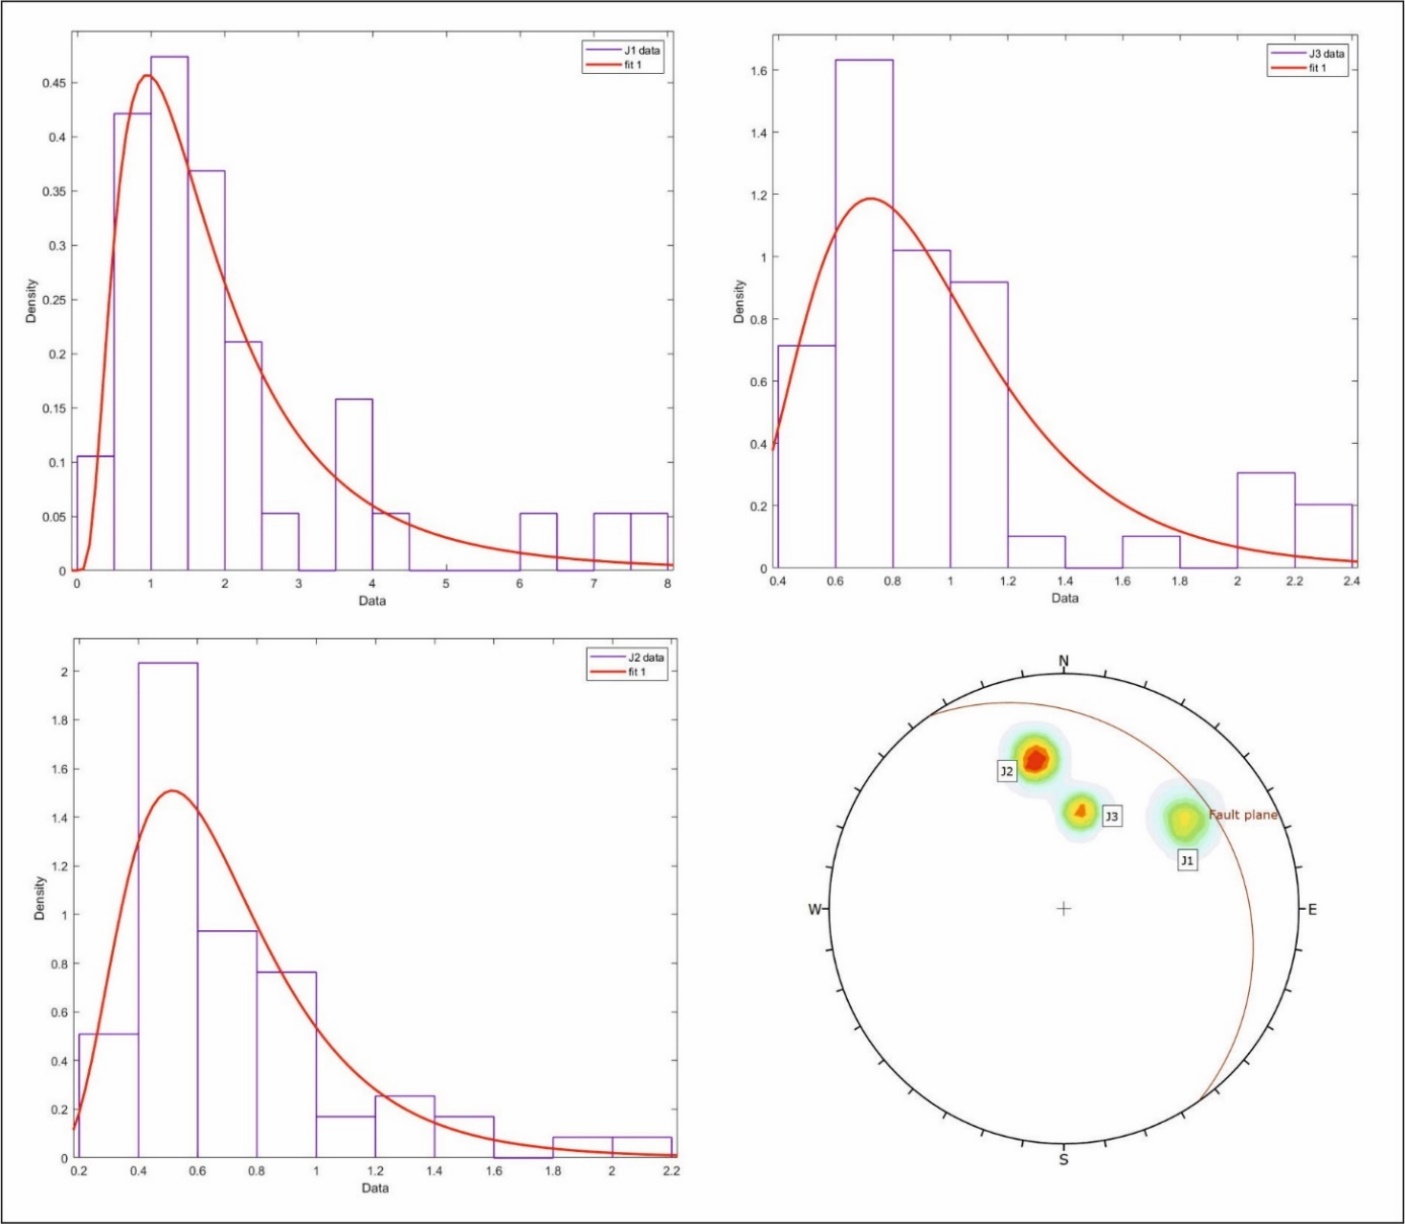 J1 data
fit 1
0.45
0.4
0.35
0.3
0.25
0.2
0.15
0.1
0.05
0
Density
0 1 2 3 4 5 6 7 8
Data
J3 data
fit 1
1.6
1.4
1.2
1
0.8
0.6
0.4
0.2
0
Density
0.4 0.6 0.8 1 1.2 1.4 1.6 1.8 2 2.2 2.4
Data
J2 data
fit 1
2
1.8
1.6
1.4
1.2
1
0.8
0.6
0.4
0.2
0
Density
0.2 0.4 0.6 0.8 1 1.2 1.4 1.6 1.8 2 2.2
Data
N
J2
J3
Fault plane
J1
W
E
S